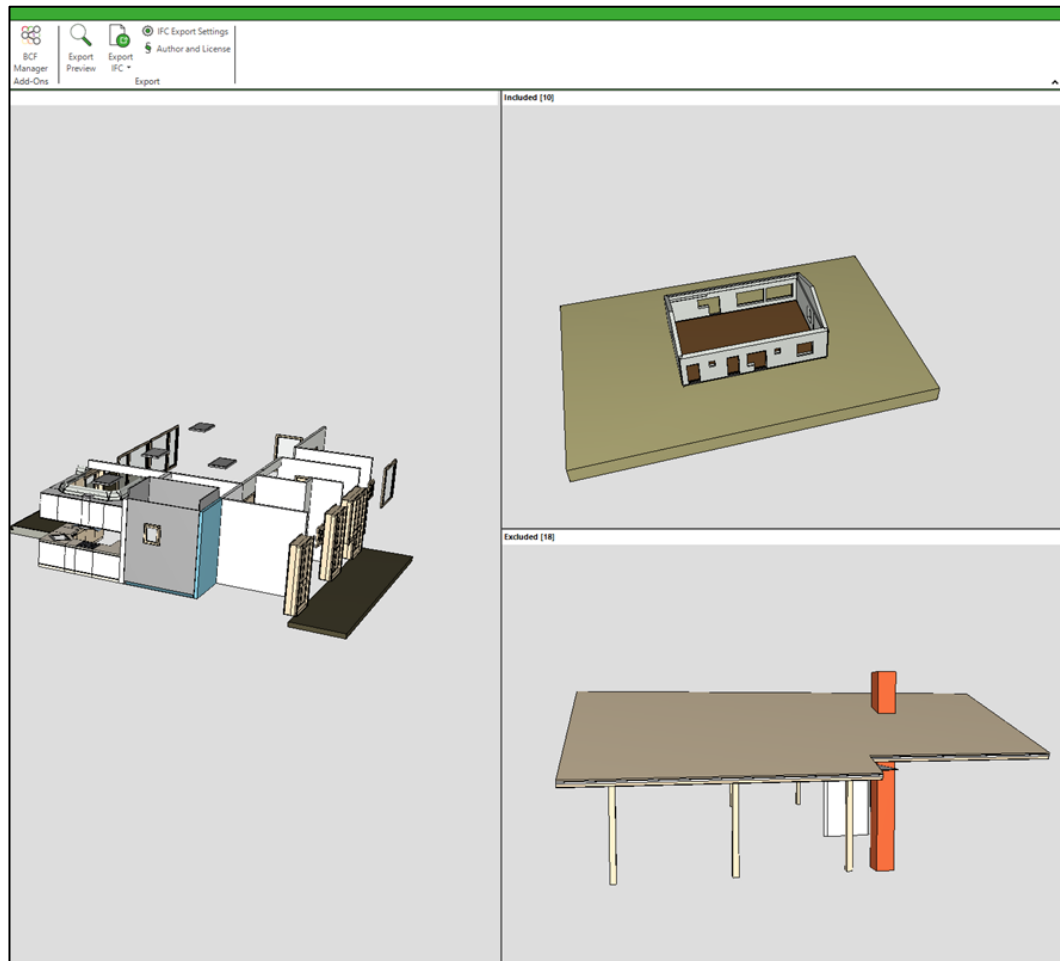 BCF
Manager
Add-Ons
Export
Preview
Export
IFC
IFC Export Settings
§ Author and License
Export
Included [10]
Excluded [18]